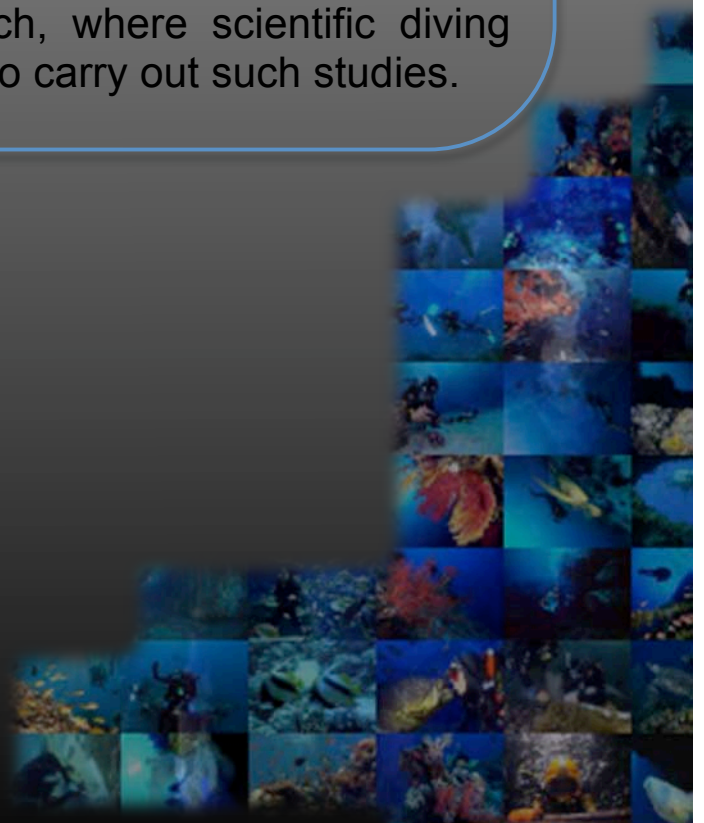 ch, where scientific diving
o carry out such studies.